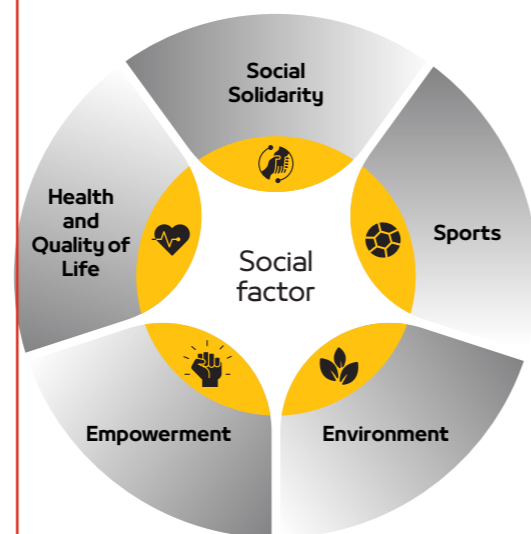 Social
Solidarity
Sports
Environment
Empowerment
Health
and
Quality of
Life
Social
factor